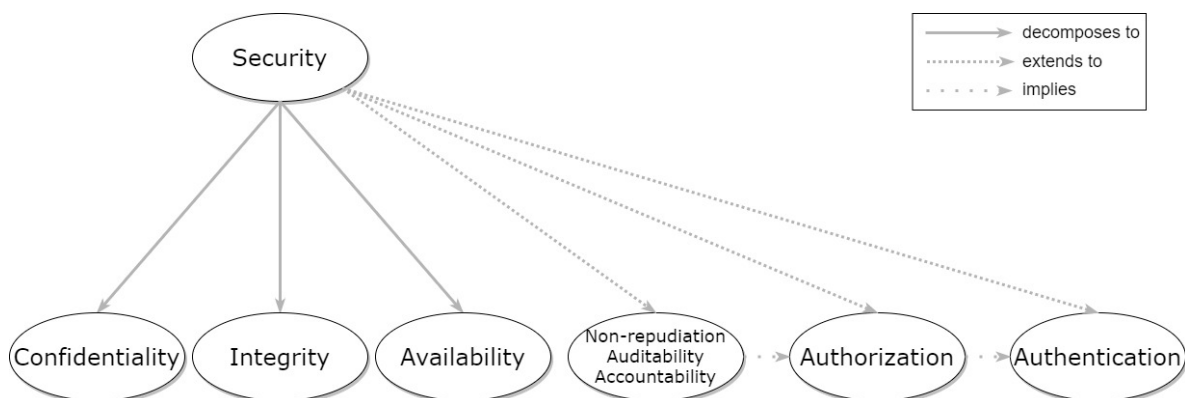 Security
decomposes to
extends to
implies
Confidentiality
Integrity
Availability
Non-repudiation
Auditability
Accountability
Authorization
Authentication